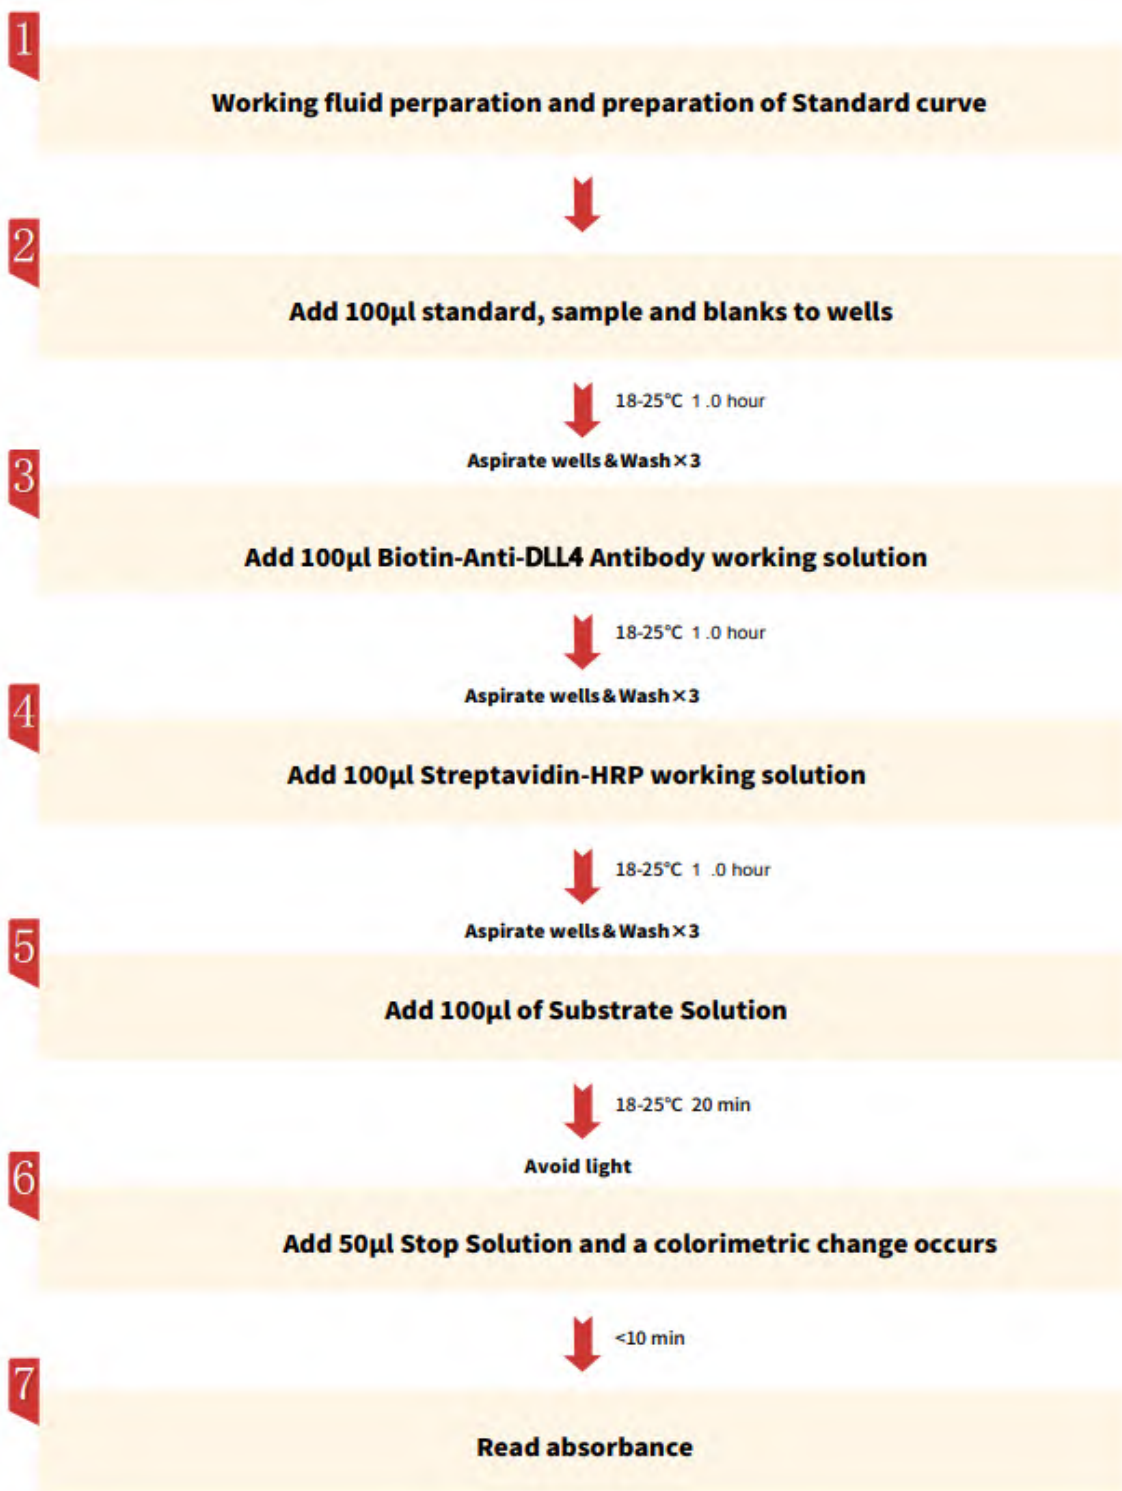 1
Working fluid perparation and preparation of Standard curve
2
Add 100μl standard, sample and blanks to wells
18-25℃ 1 .0 hour
Aspirate wells&Wash×3
3
Add 100μl Biotin-Anti-DLL4 Antibody working solution
18-25℃ 1 .0 hour
Aspirate wells&Wash×3
4
Add 100μl Streptavidin-HRP working solution
18-25℃ 1 .0 hour
Aspirate wells&Wash×3
5
Add 100μl of Substrate Solution
18-25℃ 20 min
Avoid light
6
Add 50μl Stop Solution and a colorimetric change occurs
<10 min
7
Read absorbance